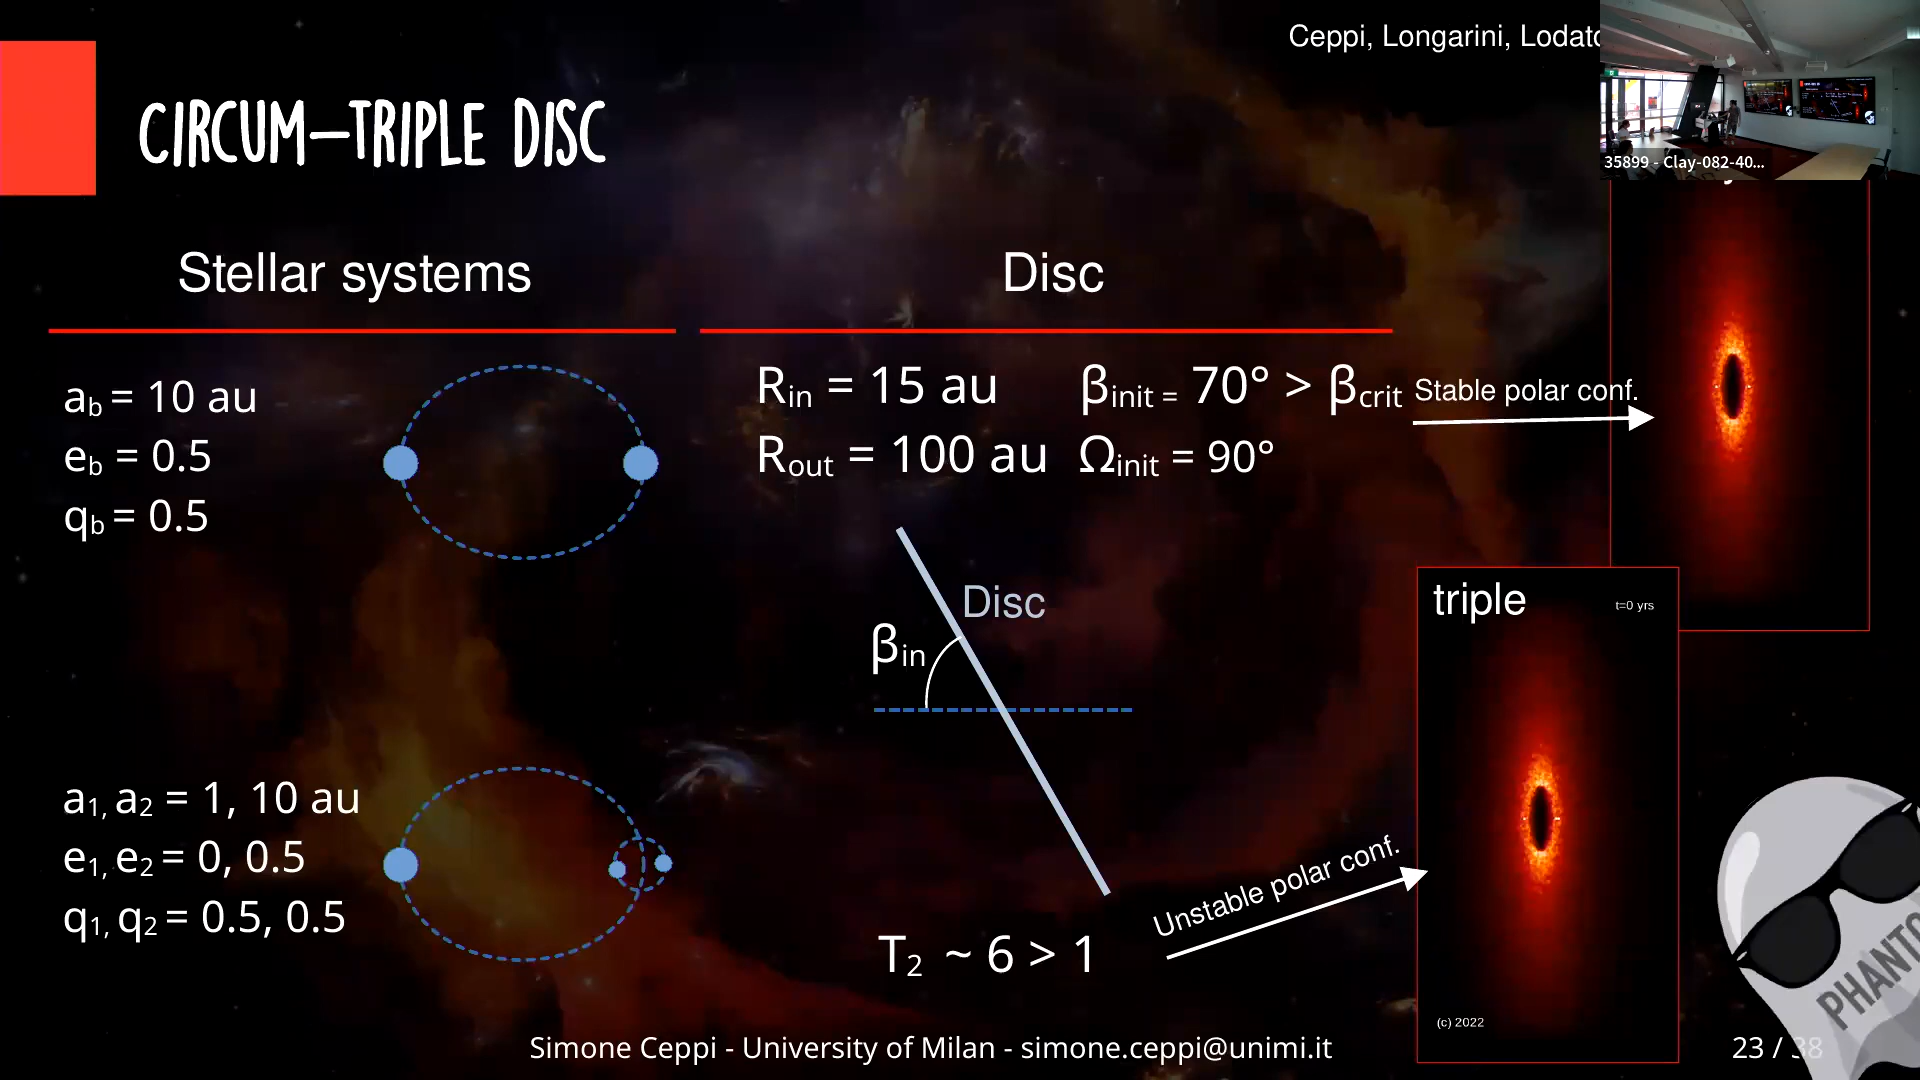 Ceppi, Longarini, Lodato
35899 - Clay-082-40...
CIRCUM-TRIPLE DISC
Stellar systems
Disc
ab = 10 au
eb = 0.5
qb = 0.5
Rin = 15 au
Rout = 100 au
βinit = 70° > βcrit
Ωinit = 90°
Stable polar conf.
Disc
βin
triple
t=0 yrs
a1, a2 = 1, 10 au
e1, e2 = 0, 0.5
q1, q2 = 0.5, 0.5
T2 ~ 6 > 1
Unstable polar conf.
(c) 2022
PHANTO
Simone Ceppi - University of Milan - simone.ceppi@unimi.it
23 / 38